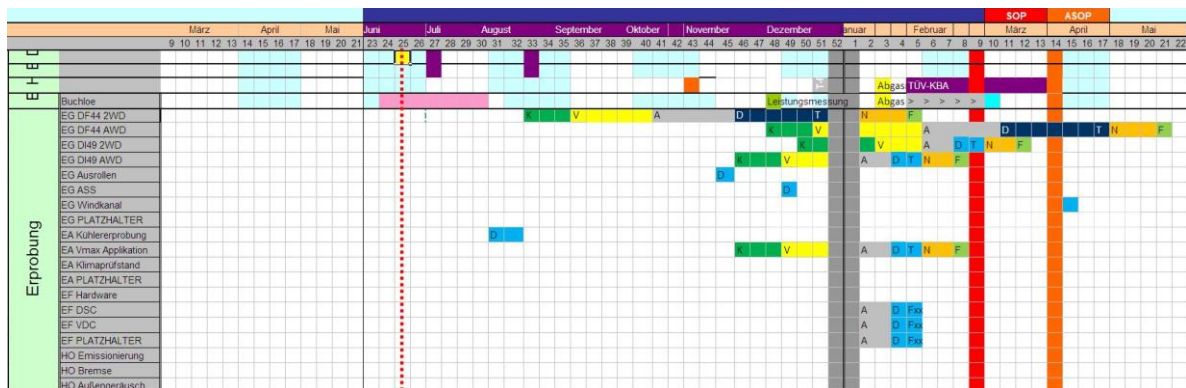 SOP ASOP
März April Mai Juni Juli August September Oktober November Dezember anuar Februar März April Mai
9 10 11 12 13 14 15 16 17 18 19 20 21 22 23 24 25 26 27 28 29 30 31 32 33 34 35 36 37 38 39 40 41 42 43 44 45 46 47 48 49 50 51 52 1 2 3 4 5 6 7 8 9 10 11 12 13 14 15 16 17 18 19 20 21 22
E H E D
Abgas TÜV-KBA
Buchloe Leistungsmessung Abgas > > > > >
Erprobung
EG DF44 2WD K V A D T N F
EG DF44 AWD K V A D T N F
EG DI49 2WD K V A D T N F
EG DI49 AWD K V A D T N F
EG Ausrollen D
EG ASS D
EG Windkanal
EG PLATZHALTER
EA Kühlererprobung D
EA Vmax Applikation K V A D T N F
EA Klimaprüfstand
EA PLATZHALTER
EF Hardware
EF DSC A D Fxx
EF VDC A D Fxx
EF PLATZHALTER A D Fxx
HO Emissionierung
HO Bremse
HO Außengeräusch